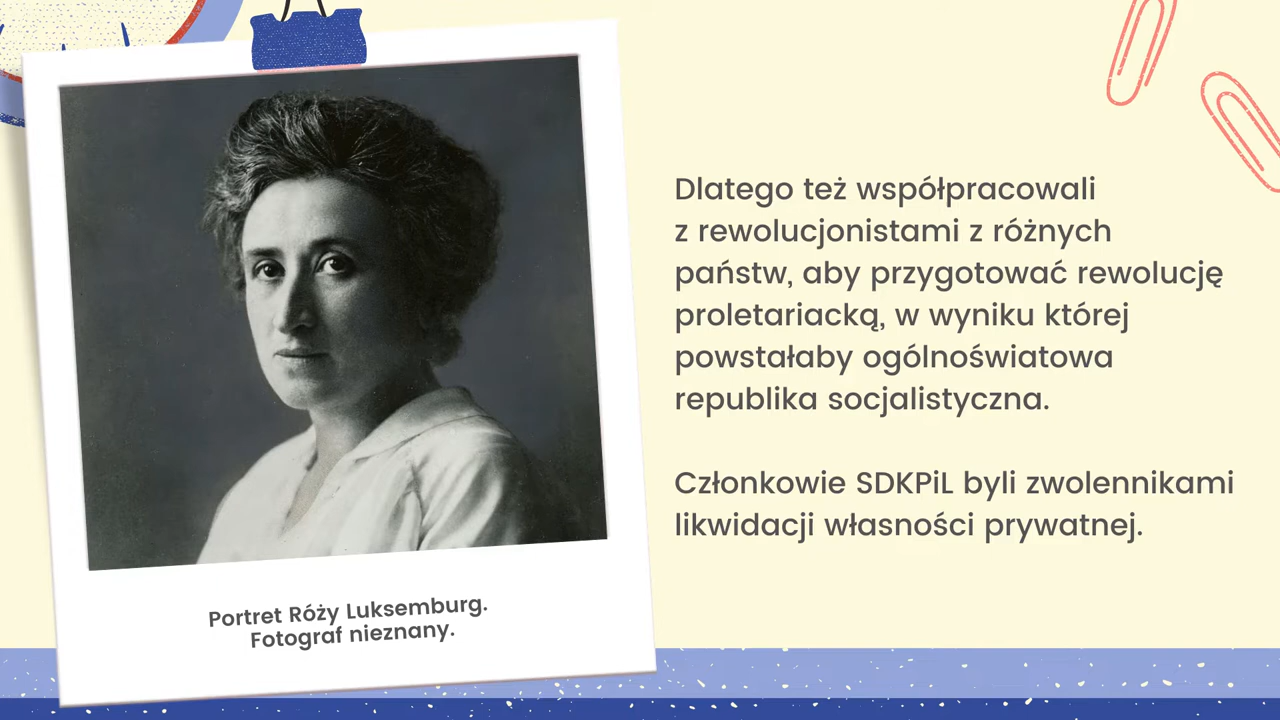 Dlatego też współpracowali
z rewolucjonistami z różnych
państw, aby przygotować rewolucję
proletariacką, w wyniku której
powstałaby ogólnoświatowa
republika socjalistyczna.
Członkowie SDKPiL byli zwolennikami
likwidacji własności prywatnej.
Portret Róży Luksemburg.
Fotograf nieznany.